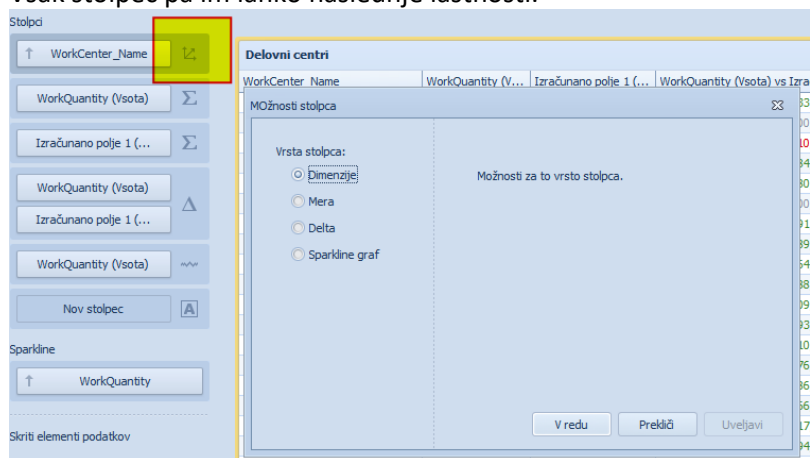 Vsak stolpec pa im lahko naslednje lastnosti:
Stolpci
WorkCenter_Name
WorkQuantity (Vsota)
Izračunano polje 1 (...
WorkQuantity (Vsota)
Izračunano polje 1 (...
WorkQuantity (Vsota)
Nov stolpec
A
Sparkline
WorkQuantity
Skriti elementi podatkov
Delovni centri
WorkCenter_Name WorkQuantity (V... Izračunano polje 1 (... WorkQuantity (Vsota) vs Izra
MOžnosti stolpca
Vrsta stolpca:
Dimenzije
Mera
Delta
Sparkline graf
Možnosti za to vrsto stolpca.
V redu Prekliči Uveljavi